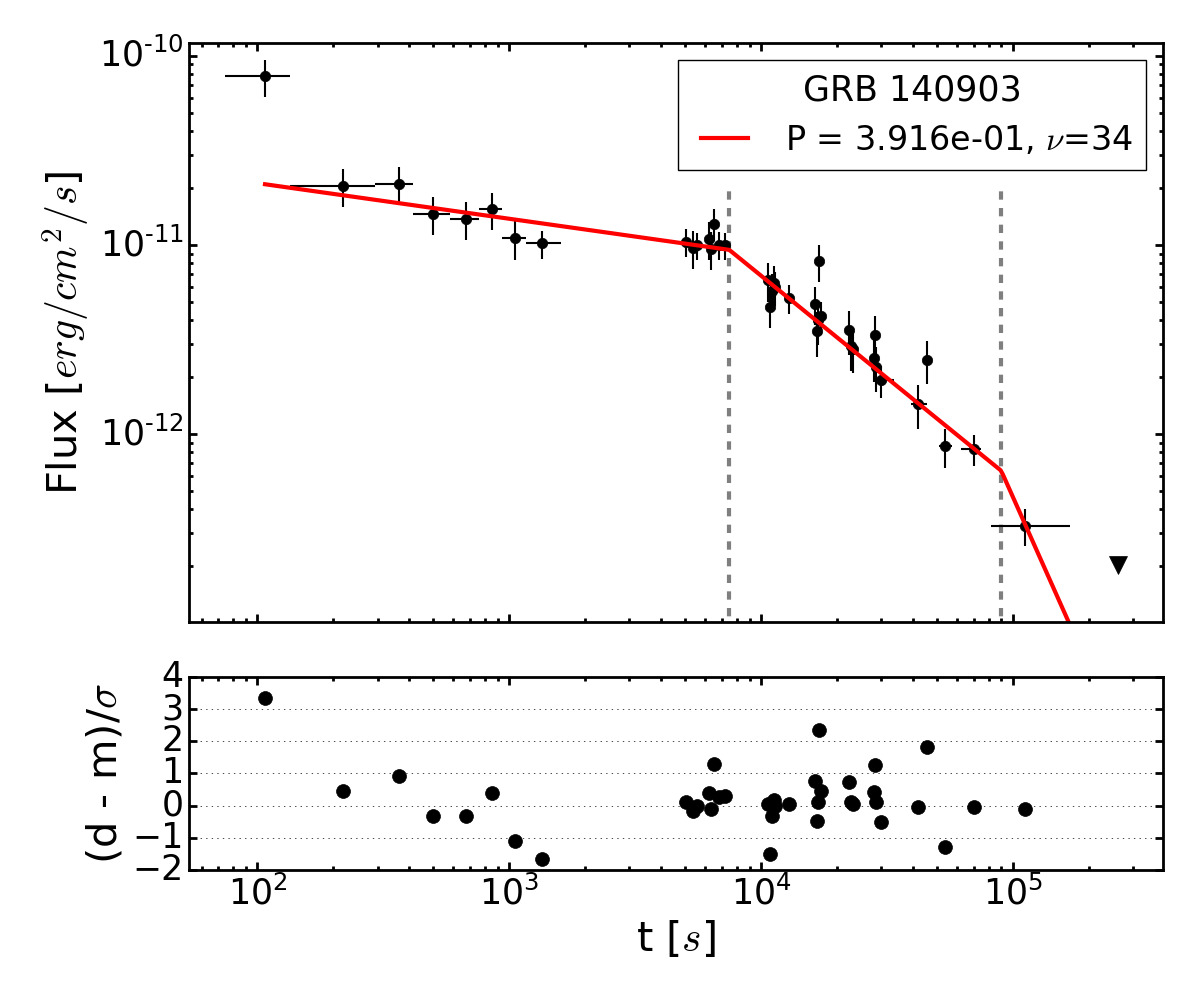 10^-10
GRB 140903
P = 3.916e-01, ν=34
10^-11
Flux [erg/cm^2/s]
10^-12
4
3
2
1
0
−1
−2
(d - m)/σ
10^2 10^3 10^4 10^5
t [s]